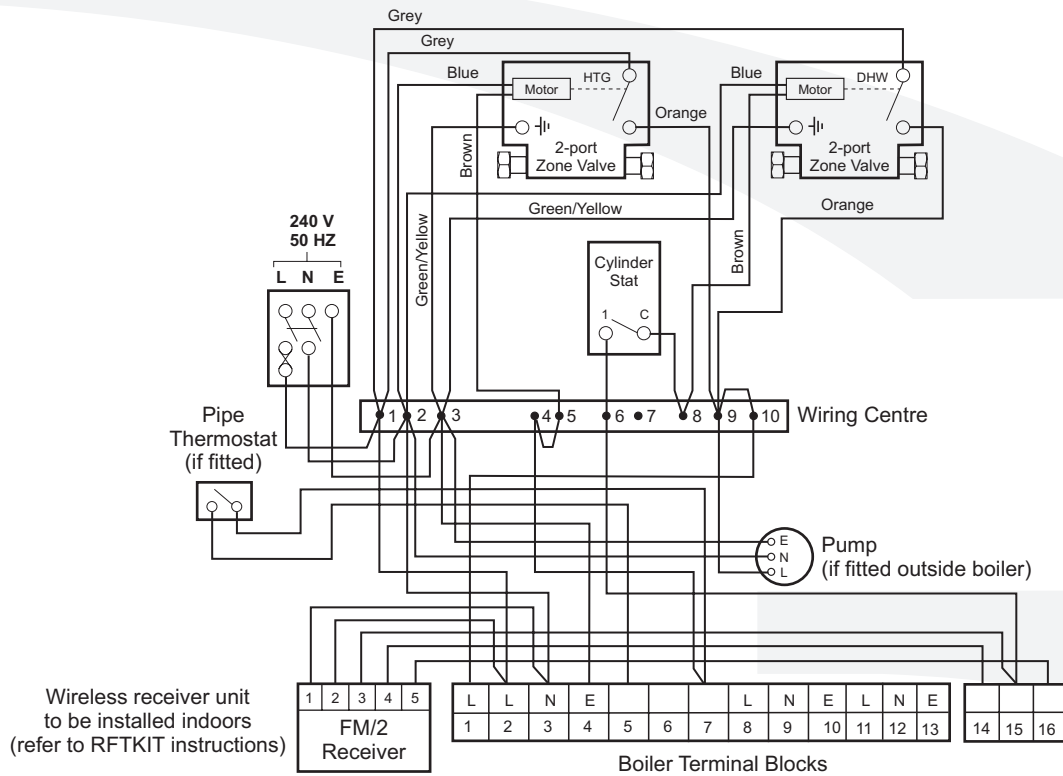 Grey
Grey
Blue
Motor
HTG
Blue
Motor
DHW
Orange
2-port
Zone Valve
2-port
Zone Valve
Brown
Green/Yellow
Orange
Green/Yellow
Brown
240 V
50 HZ
L N E
Cylinder
Stat
1 C
1 2 3 4 5 6 7 8 9 10
Wiring Centre
Pipe
Thermostat
(if fitted)
E
N
L
Pump
(if fitted outside boiler)
Wireless receiver unit
to be installed indoors
(refer to RFTKIT instructions)
1 2 3 4 5
FM/2
Receiver
L L N E L N E L N E
1 2 3 4 5 6 7 8 9 10 11 12 13
14 15 16
Boiler Terminal Blocks